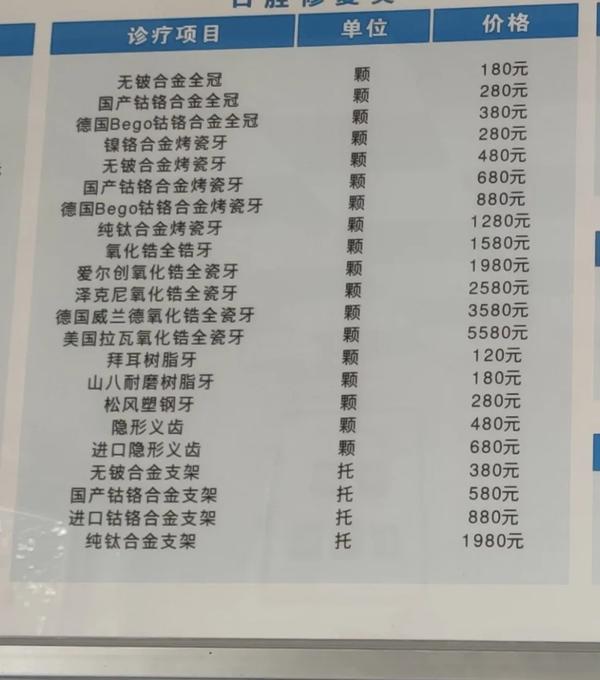 口腔修复类
诊疗项目 单位 价格
无铍合金全冠 颗 180元
国产钴铬合金全冠 颗 280元
德国Bego钴铬合金全冠 颗 380元
镍铬合金烤瓷牙 颗 280元
无铍合金烤瓷牙 颗 480元
国产钴铬合金烤瓷牙 颗 680元
德国Bego钴铬合金烤瓷牙 颗 880元
纯钛合金烤瓷牙 颗 1280元
氧化锆全锆牙 颗 1580元
爱尔创氧化锆全瓷牙 颗 1980元
泽克尼氧化锆全瓷牙 颗 2580元
德国威兰德氧化锆全瓷牙 颗 3580元
美国拉瓦氧化锆全瓷牙 颗 5580元
拜耳树脂牙 颗 120元
山八耐磨树脂牙 颗 180元
松风塑钢牙 颗 280元
隐形义齿 颗 480元
进口隐形义齿 颗 680元
无铍合金支架 托 380元
国产钴铬合金支架 托 580元
进口钴铬合金支架 托 880元
纯钛合金支架 托 1980元